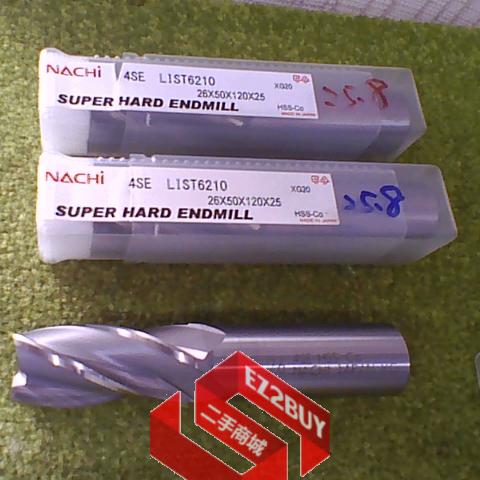 NACHi
4SE LIST6210
XG20
26X50X120X25
SUPER HARD ENDMILL
HSS-Co
MADE IN JAPAN
25.8
NACHi
4SE LIST6210
XG20
26X50X120X25
SUPER HARD ENDMILL
HSS-Co
MADE IN JAPAN
25.8
EZ2BUY
二手商城